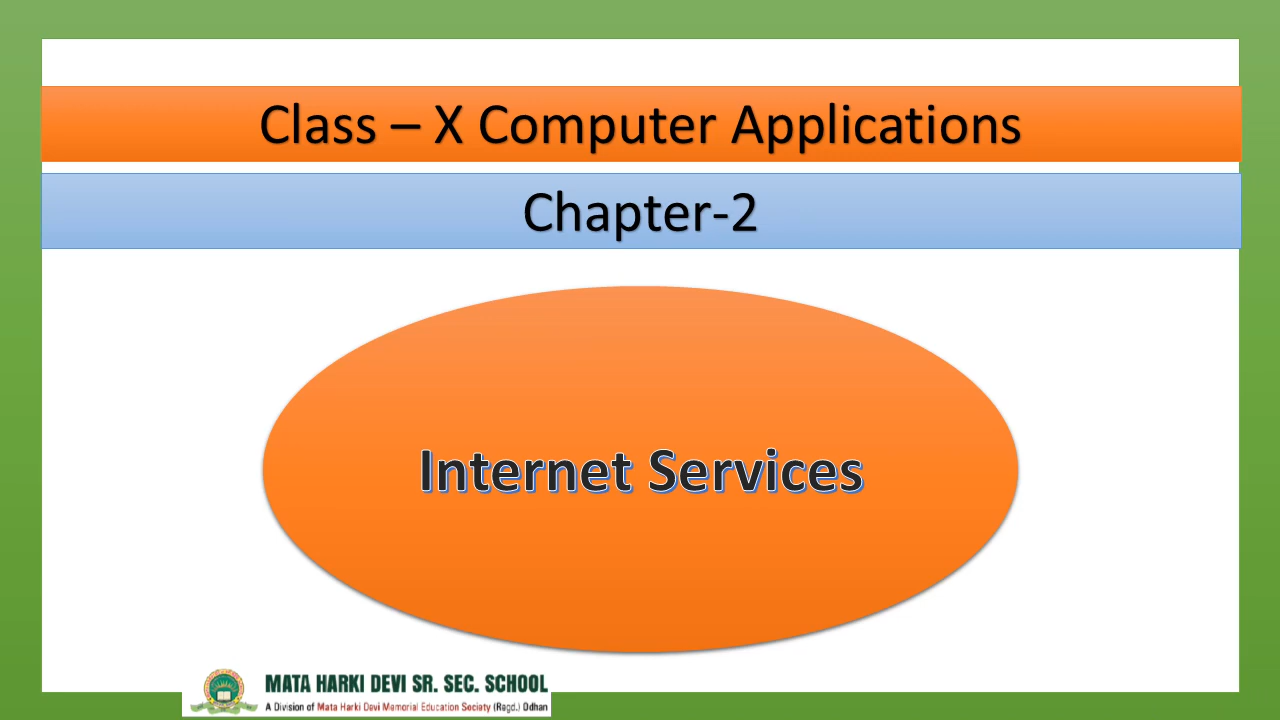 Class – X Computer Applications
Chapter-2
Internet Services
MATA HARKI DEVI SR. SEC. SCHOOL
A Division of Mata Harki Devi Memorial Education Society (Regd.) Odhan